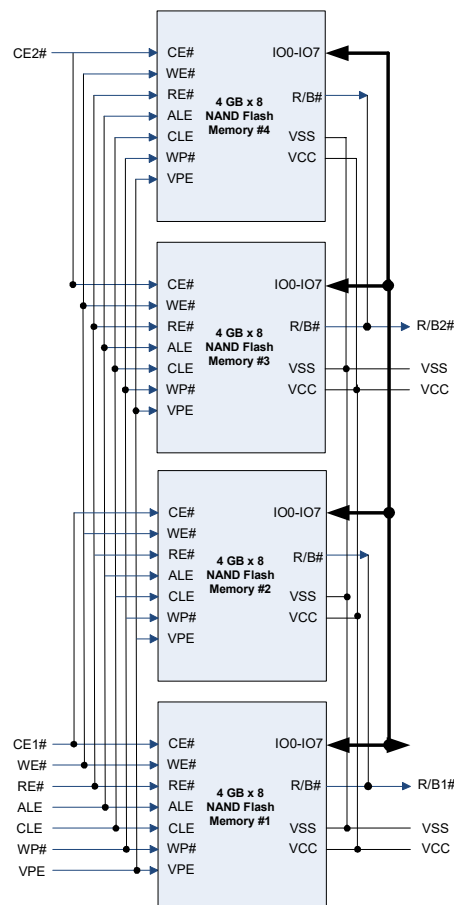 CE2#
CE#
WE#
RE#
ALE
CLE
WP#
VPE
4 GB x 8
NAND Flash
Memory #4
IO0-IO7
R/B#
VSS
VCC
CE#
WE#
RE#
ALE
CLE
WP#
VPE
4 GB x 8
NAND Flash
Memory #3
IO0-IO7
R/B#
VSS
VCC
R/B2#
VSS
VCC
CE#
WE#
RE#
ALE
CLE
WP#
VPE
4 GB x 8
NAND Flash
Memory #2
IO0-IO7
R/B#
VSS
VCC
CE1#
WE#
RE#
ALE
CLE
WP#
VPE
CE#
WE#
RE#
ALE
CLE
WP#
VPE
4 GB x 8
NAND Flash
Memory #1
IO0-IO7
R/B#
VSS
VCC
R/B1#
VSS
VCC